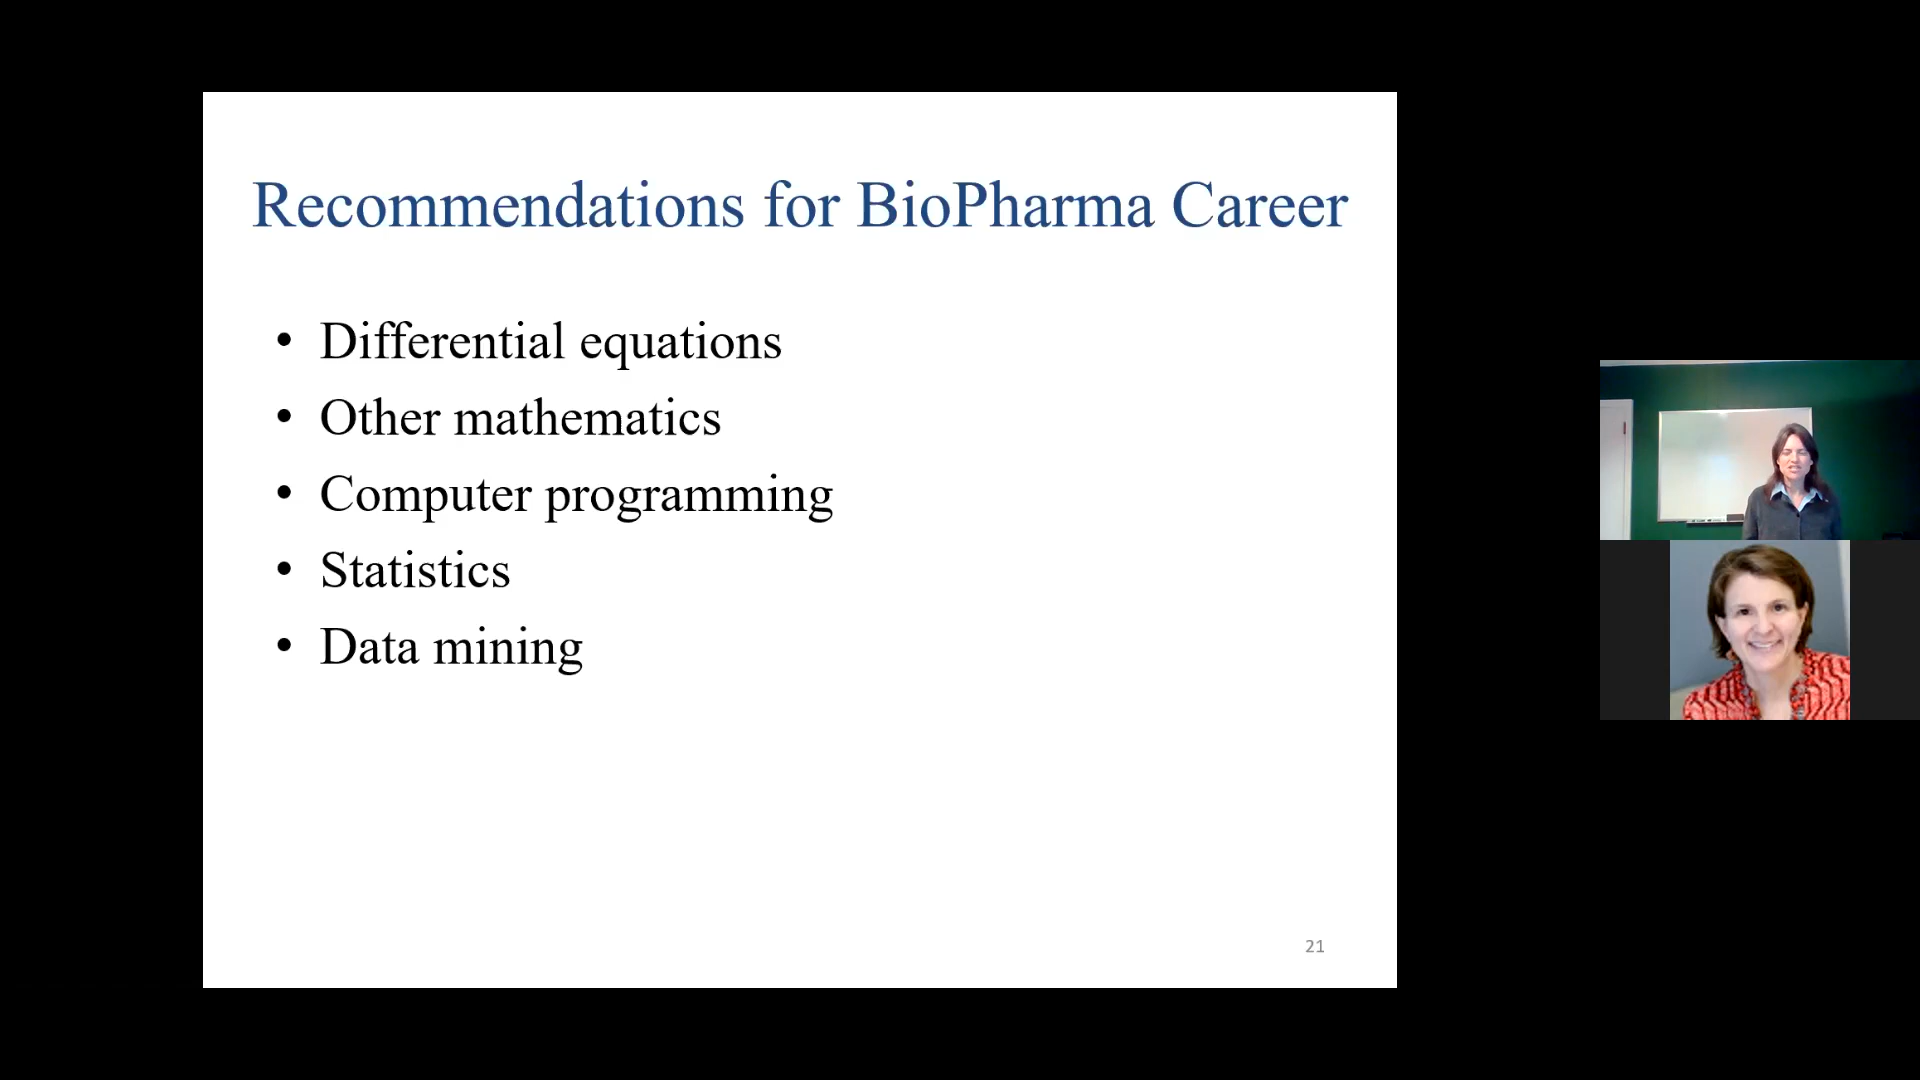 Recommendations for BioPharma Career
• Differential equations
• Other mathematics
• Computer programming
• Statistics
• Data mining
21